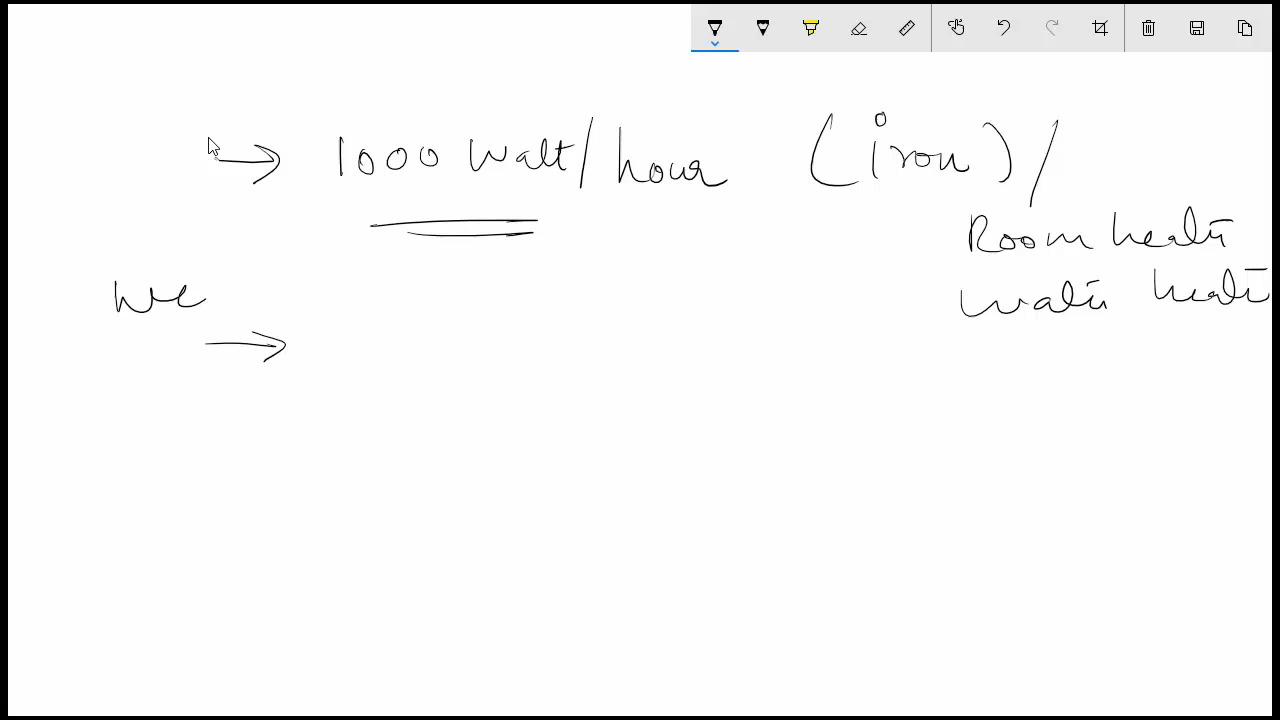 → 1000 Watt/hour (iron)/
Room heater
water heater
We
→